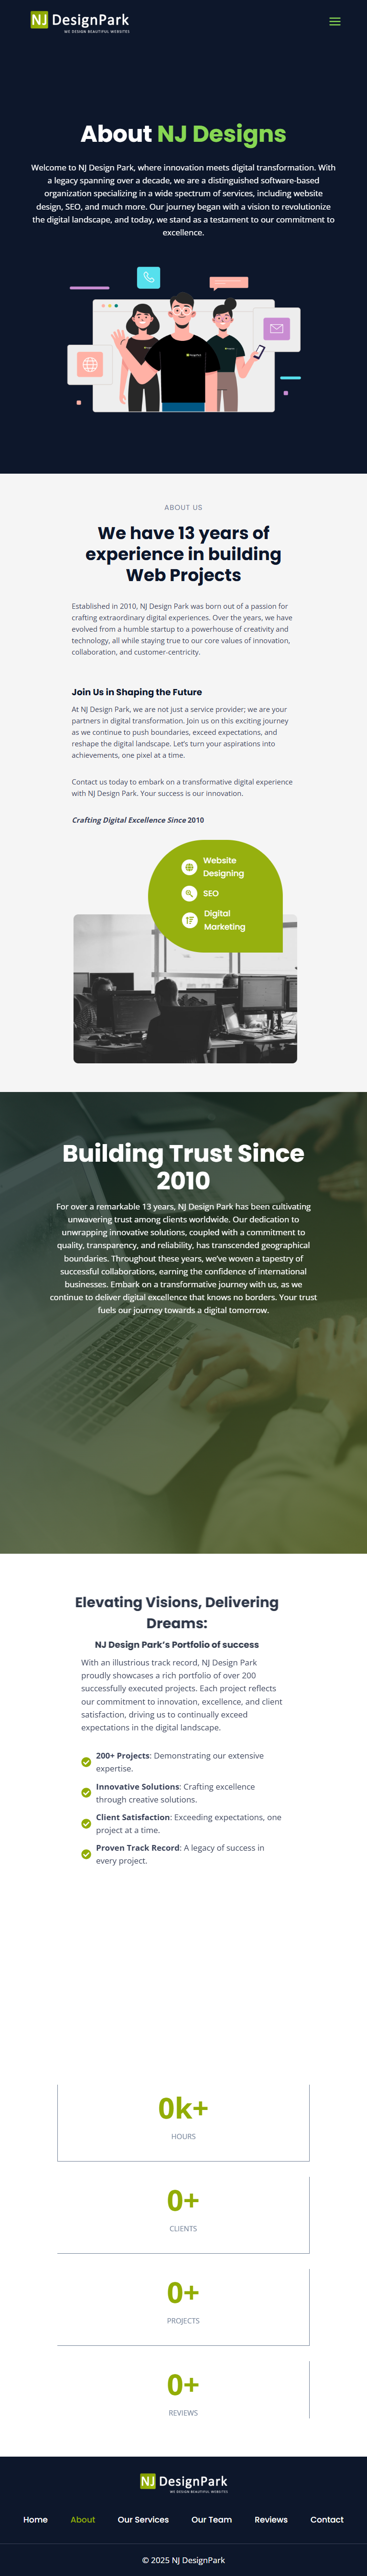 NJ DesignPark
WE DESIGN BEAUTIFUL WEBSITES
About NJ Designs
Welcome to NJ Design Park, where innovation meets digital transformation. With
a legacy spanning over a decade, we are a distinguished software-based
organization specializing in a wide spectrum of services, including website
design, SEO, and much more. Our journey began with a vision to revolutionize
the digital landscape, and today, we stand as a testament to our commitment to
excellence.
ABOUT US
We have 13 years of
experience in building
Web Projects
Established in 2010, NJ Design Park was born out of a passion for
crafting extraordinary digital experiences. Over the years, we have
evolved from a humble startup to a powerhouse of creativity and
technology, all while staying true to our core values of innovation,
collaboration, and customer-centricity.
Join Us in Shaping the Future
At NJ Design Park, we are not just a service provider; we are your
partners in digital transformation. Join us on this exciting journey
as we continue to push boundaries, exceed expectations, and
reshape the digital landscape. Let's turn your aspirations into
achievements, one pixel at a time.
Contact us today to embark on a transformative digital experience
with NJ Design Park. Your success is our innovation.
Crafting Digital Excellence Since 2010
Website
Designing
SEO
Digital
Marketing
Building Trust Since
2010
For over a remarkable 13 years, NJ Design Park has been cultivating
unwavering trust among clients worldwide. Our dedication to
unwrapping innovative solutions, coupled with a commitment to
quality, transparency, and reliability, has transcended geographical
boundaries. Throughout these years, we've woven a tapestry of
successful collaborations, earning the confidence of international
businesses. Embark on a transformative journey with us, as we
continue to deliver digital excellence that knows no borders. Your trust
fuels our journey towards a digital tomorrow.
Elevating Visions, Delivering
Dreams:
NJ Design Park's Portfolio of success
With an illustrious track record, NJ Design Park
proudly showcases a rich portfolio of over 200
successfully executed projects. Each project reflects
our commitment to innovation, excellence, and client
satisfaction, driving us to continually exceed
expectations in the digital landscape.
200+ Projects: Demonstrating our extensive
expertise.
Innovative Solutions: Crafting excellence
through creative solutions.
Client Satisfaction: Exceeding expectations, one
project at a time.
Proven Track Record: A legacy of success in
every project.
0k+
HOURS
0+
CLIENTS
0+
PROJECTS
0+
REVIEWS
NJ DesignPark
WE DESIGN BEAUTIFUL WEBSITES
Home About Our Services Our Team Reviews Contact
© 2025 NJ DesignPark